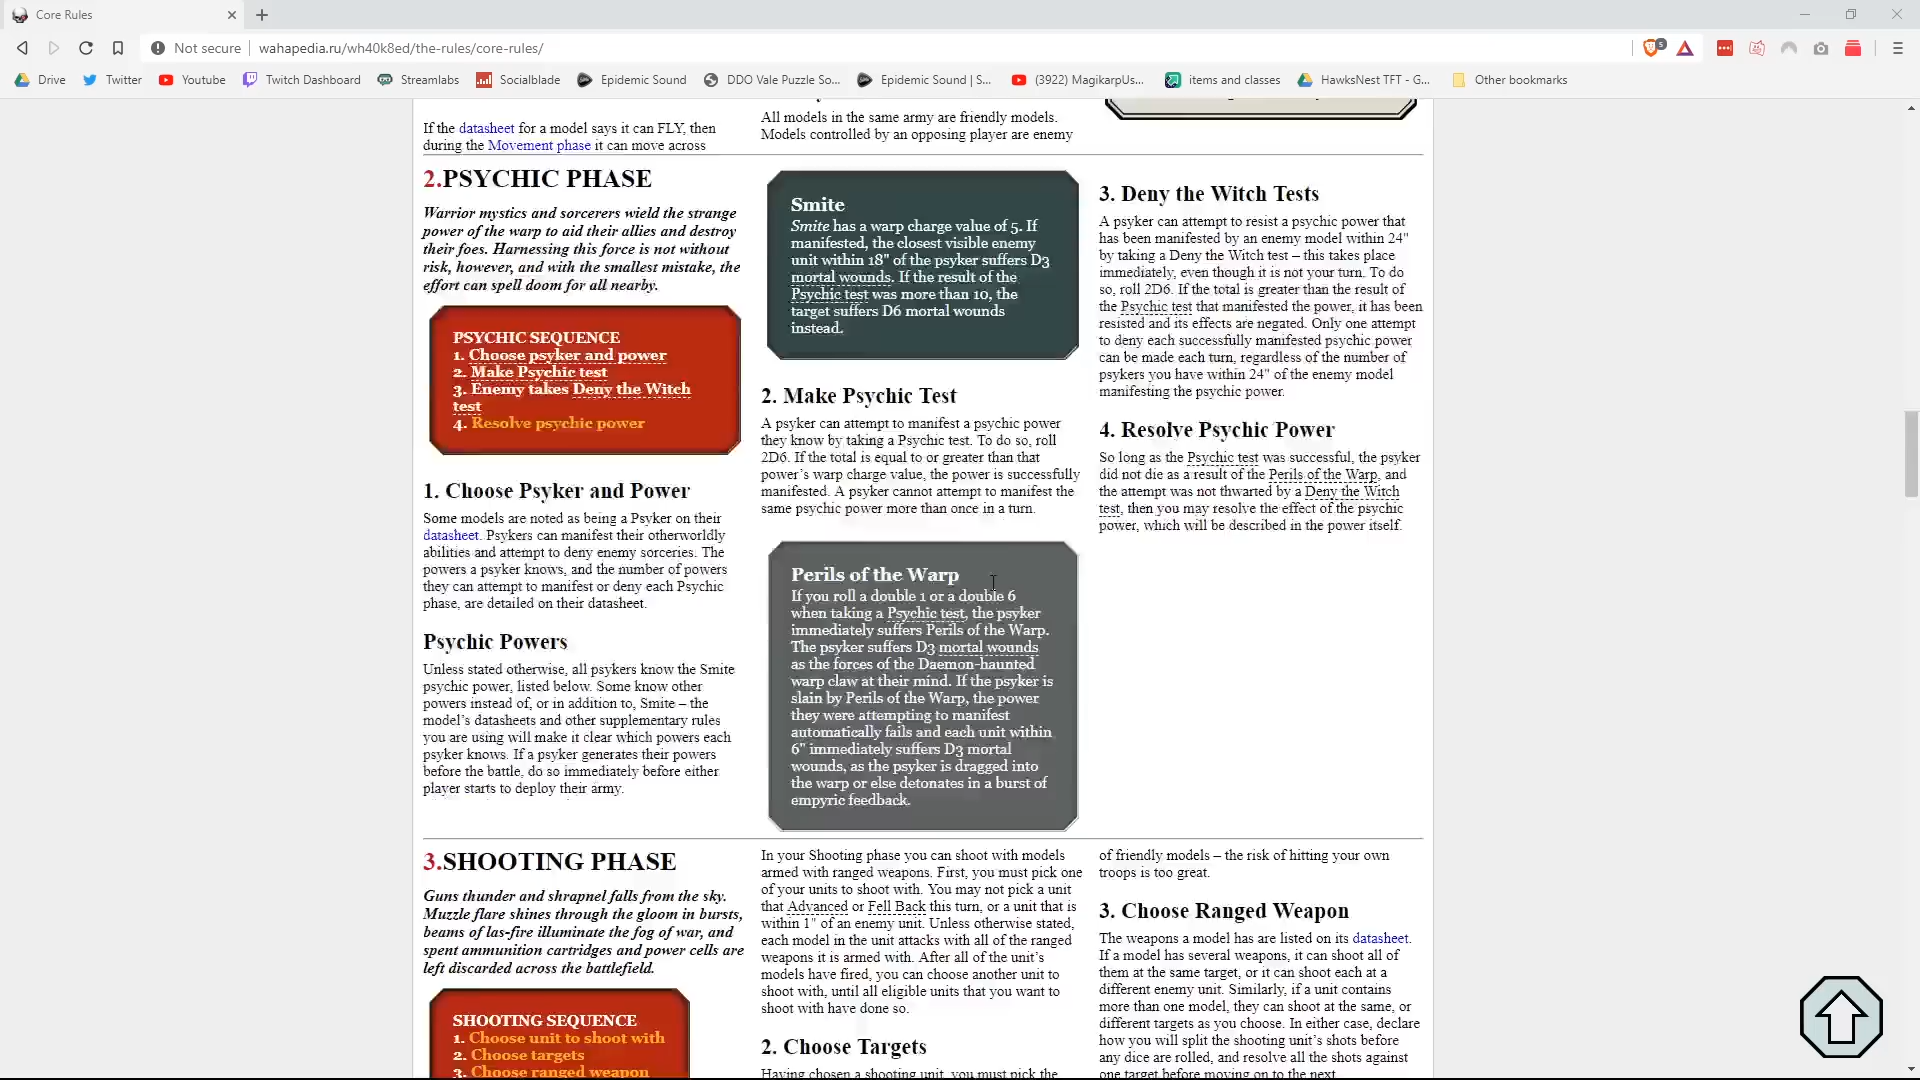 Core Rules
Not secure
wahapedia.ru/wh40k8ed/the-rules/core-rules/
5
Drive
Twitter
Youtube
Twitch Dashboard
Streamlabs
Socialblade
Epidemic Sound
DDO Vale Puzzle So...
Epidemic Sound | S...
(3922) MagikarpUs...
items and classes
HawksNest TFT - G...
Other bookmarks
If the datasheet for a model says it can FLY, then
during the Movement phase it can move across
All models in the same army are friendly models.
Models controlled by an opposing player are enemy
2.PSYCHIC PHASE
Warrior mystics and sorcerers wield the strange
power of the warp to aid their allies and destroy
their foes. Harnessing this force is not without
risk, however, and with the smallest mistake, the
effort can spell doom for all nearby.
PSYCHIC SEQUENCE
1. Choose psyker and power
2. Make Psychic test
3. Enemy takes Deny the Witch
test
4. Resolve psychic power
1. Choose Psyker and Power
Some models are noted as being a Psyker on their
datasheet. Psykers can manifest their otherworldly
abilities and attempt to deny enemy sorceries. The
powers a psyker knows, and the number of powers
they can attempt to manifest or deny each Psychic
phase, are detailed on their datasheet.
Psychic Powers
Unless stated otherwise, all psykers know the Smite
psychic power, listed below. Some know other
powers instead of, or in addition to, Smite – the
model's datasheets and other supplementary rules
you are using will make it clear which powers each
psyker knows. If a psyker generates their powers
before the battle, do so immediately before either
player starts to deploy their army.
Smite
Smite has a warp charge value of 5. If
manifested, the closest visible enemy
unit within 18" of the psyker suffers D3
mortal wounds. If the result of the
Psychic test was more than 10, the
target suffers D6 mortal wounds
instead.
2. Make Psychic Test
A psyker can attempt to manifest a psychic power
they know by taking a Psychic test. To do so, roll
2D6. If the total is equal to or greater than that
power's warp charge value, the power is successfully
manifested. A psyker cannot attempt to manifest the
same psychic power more than once in a turn.
Perils of the Warp
If you roll a double 1 or a double 6
when taking a Psychic test, the psyker
immediately suffers Perils of the Warp.
The psyker suffers D3 mortal wounds
as the forces of the Daemon-haunted
warp claw at their mind. If the psyker is
slain by Perils of the Warp, the power
they were attempting to manifest
automatically fails and each unit within
6" immediately suffers D3 mortal
wounds, as the psyker is dragged into
the warp or else detonates in a burst of
empyric feedback.
3. Deny the Witch Tests
A psyker can attempt to resist a psychic power that
has been manifested by an enemy model within 24"
by taking a Deny the Witch test – this takes place
immediately, even though it is not your turn. To do
so, roll 2D6. If the total is greater than the result of
the Psychic test that manifested the power, it has been
resisted and its effects are negated. Only one attempt
to deny each successfully manifested psychic power
can be made each turn, regardless of the number of
psykers you have within 24" of the enemy model
manifesting the psychic power.
4. Resolve Psychic Power
So long as the Psychic test was successful, the psyker
did not die as a result of the Perils of the Warp, and
the attempt was not thwarted by a Deny the Witch
test, then you may resolve the effect of the psychic
power, which will be described in the power itself.
3.SHOOTING PHASE
Guns thunder and shrapnel falls from the sky.
Muzzle flare shines through the gloom in bursts,
beams of las-fire illuminate the fog of war, and
spent ammunition cartridges and power cells are
left discarded across the battlefield.
SHOOTING SEQUENCE
1. Choose unit to shoot with
2. Choose targets
3. Choose ranged weapon
In your Shooting phase you can shoot with models
armed with ranged weapons. First, you must pick one
of your units to shoot with. You may not pick a unit
that Advanced or Fell Back this turn, or a unit that is
within 1" of an enemy unit. Unless otherwise stated,
each model in the unit attacks with all of the ranged
weapons it is armed with. After all of the unit's
models have fired, you can choose another unit to
shoot with, until all eligible units that you want to
shoot with have done so.
2. Choose Targets
Having chosen a shooting unit, you must pick the
of friendly models – the risk of hitting your own
troops is too great.
3. Choose Ranged Weapon
The weapons a model has are listed on its datasheet.
If a model has several weapons, it can shoot all of
them at the same target, or it can shoot each at a
different enemy unit. Similarly, if a unit contains
more than one model, they can shoot at the same, or
different targets as you choose. In either case, declare
how you will split the shooting unit's shots before
any dice are rolled, and resolve all the shots against
one target before moving on to the next.